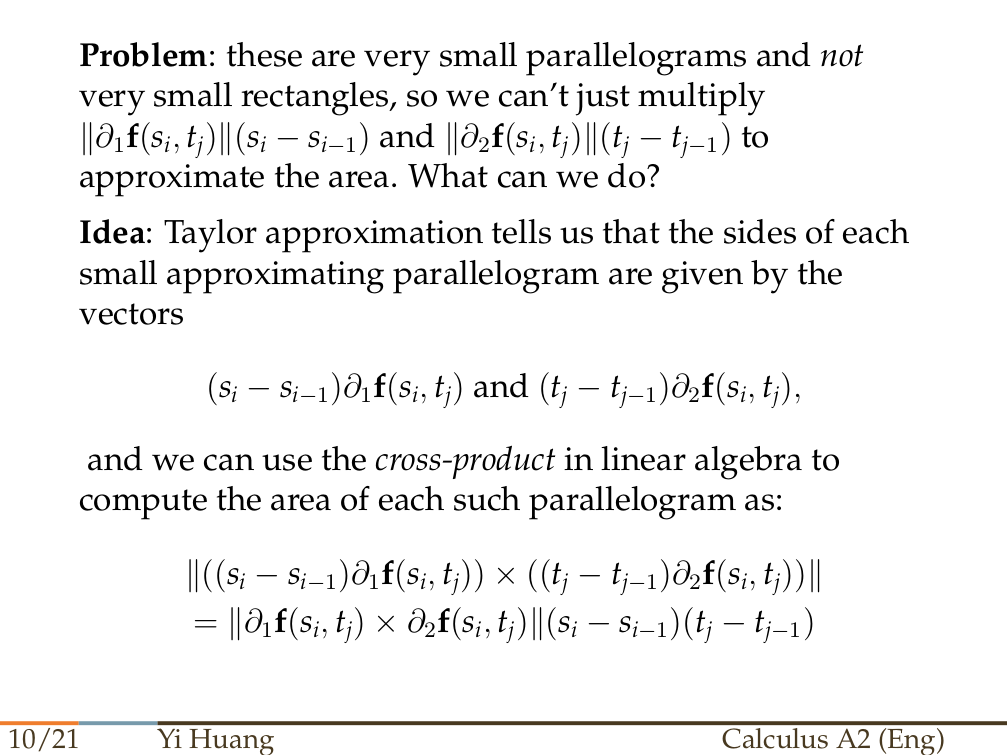 Problem: these are very small parallelograms and not
very small rectangles, so we can’t just multiply
‖∂₁f(sᵢ, tⱼ)‖(sᵢ − sᵢ₋₁) and ‖∂₂f(sᵢ, tⱼ)‖(tⱼ − tⱼ₋₁) to
approximate the area. What can we do?
Idea: Taylor approximation tells us that the sides of each
small approximating parallelogram are given by the
vectors
(sᵢ − sᵢ₋₁)∂₁f(sᵢ, tⱼ) and (tⱼ − tⱼ₋₁)∂₂f(sᵢ, tⱼ),
and we can use the cross-product in linear algebra to
compute the area of each such parallelogram as:
‖((sᵢ − sᵢ₋₁)∂₁f(sᵢ, tⱼ)) × ((tⱼ − tⱼ₋₁)∂₂f(sᵢ, tⱼ))‖
= ‖∂₁f(sᵢ, tⱼ) × ∂₂f(sᵢ, tⱼ)‖(sᵢ − sᵢ₋₁)(tⱼ − tⱼ₋₁)
10/21 Yi Huang Calculus A2 (Eng)